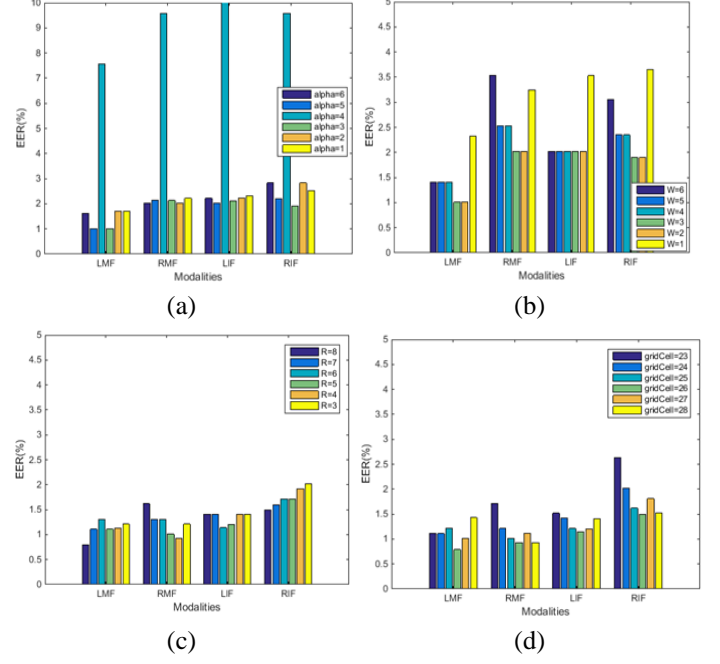 10
9
8
7
6
5
4
3
2
1
0
EER(%)
alpha=6
alpha=5
alpha=4
alpha=3
alpha=2
alpha=1
LMF RMF LIF RIF
Modalities
(a)
5
4.5
4
3.5
3
2.5
2
1.5
1
0.5
0
EER(%)
W=6
W=5
W=4
W=3
W=2
W=1
LMF RMF LIF RIF
Modalities
(b)
5
4.5
4
3.5
3
2.5
2
1.5
1
0.5
0
EER(%)
R=8
R=7
R=6
R=5
R=4
R=3
LMF RMF LIF RIF
Modalities
(c)
5
4.5
4
3.5
3
2.5
2
1.5
1
0.5
0
EER(%)
gridCell=23
gridCell=24
gridCell=25
gridCell=26
gridCell=27
gridCell=28
LMF RMF LIF RIF
Modalities
(d)